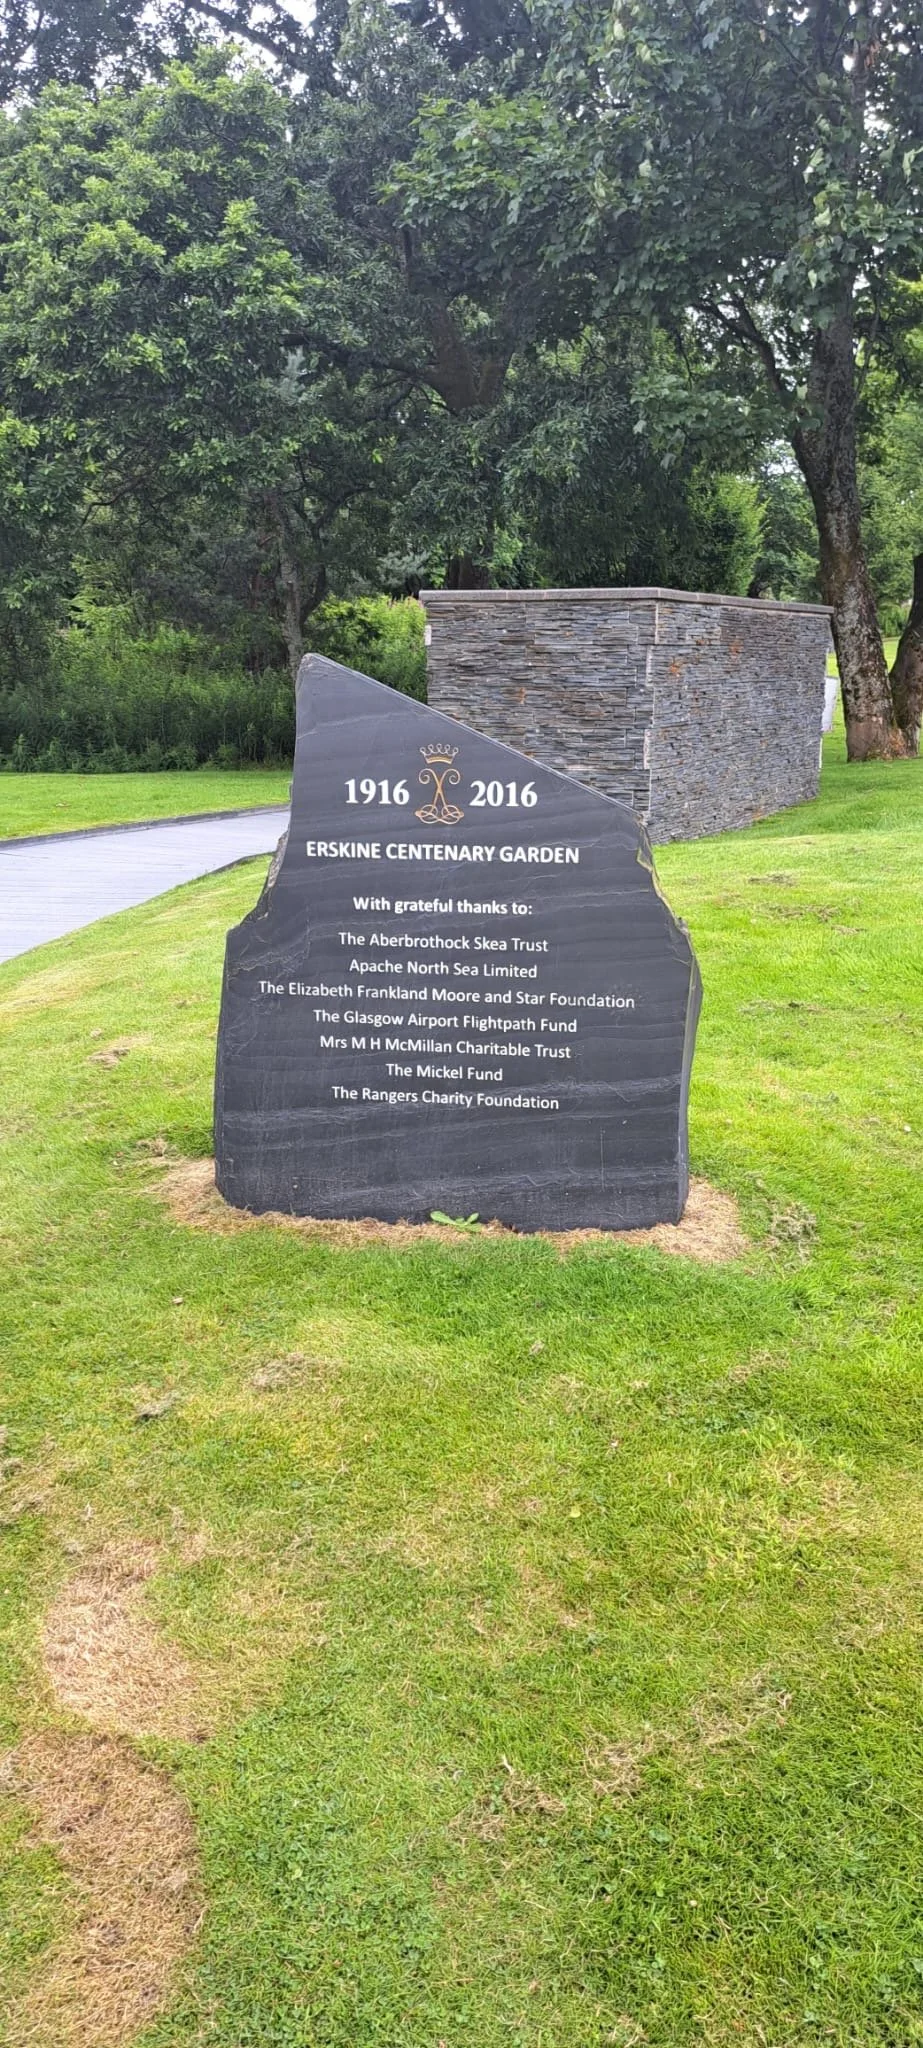 1916 2016
ERSKINE CENTENARY GARDEN
With grateful thanks to:
The Aberbrothock Skea Trust
Apache North Sea Limited
The Elizabeth Frankland Moore and Star Foundation
The Glasgow Airport Flightpath Fund
Mrs M H McMillan Charitable Trust
The Mickel Fund
The Rangers Charity Foundation